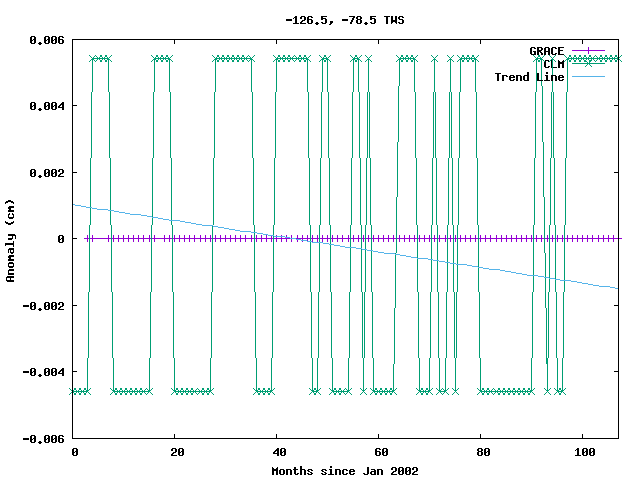 -126.5, -78.5 TWS
GRACE
CLM
Trend Line
0.006
0.004
0.002
0
-0.002
-0.004
-0.006
Anomaly (cm)
0 20 40 60 80 100
Months since Jan 2002